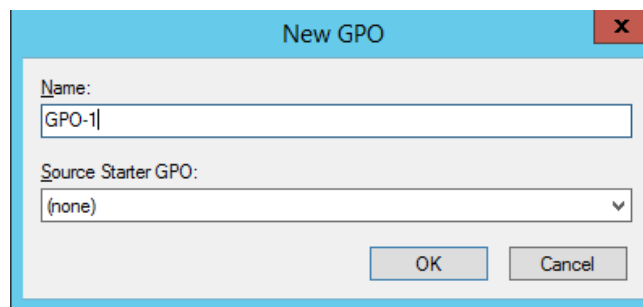 New GPO
x
Name:
GPO-1
Source Starter GPO:
(none)
OK
Cancel